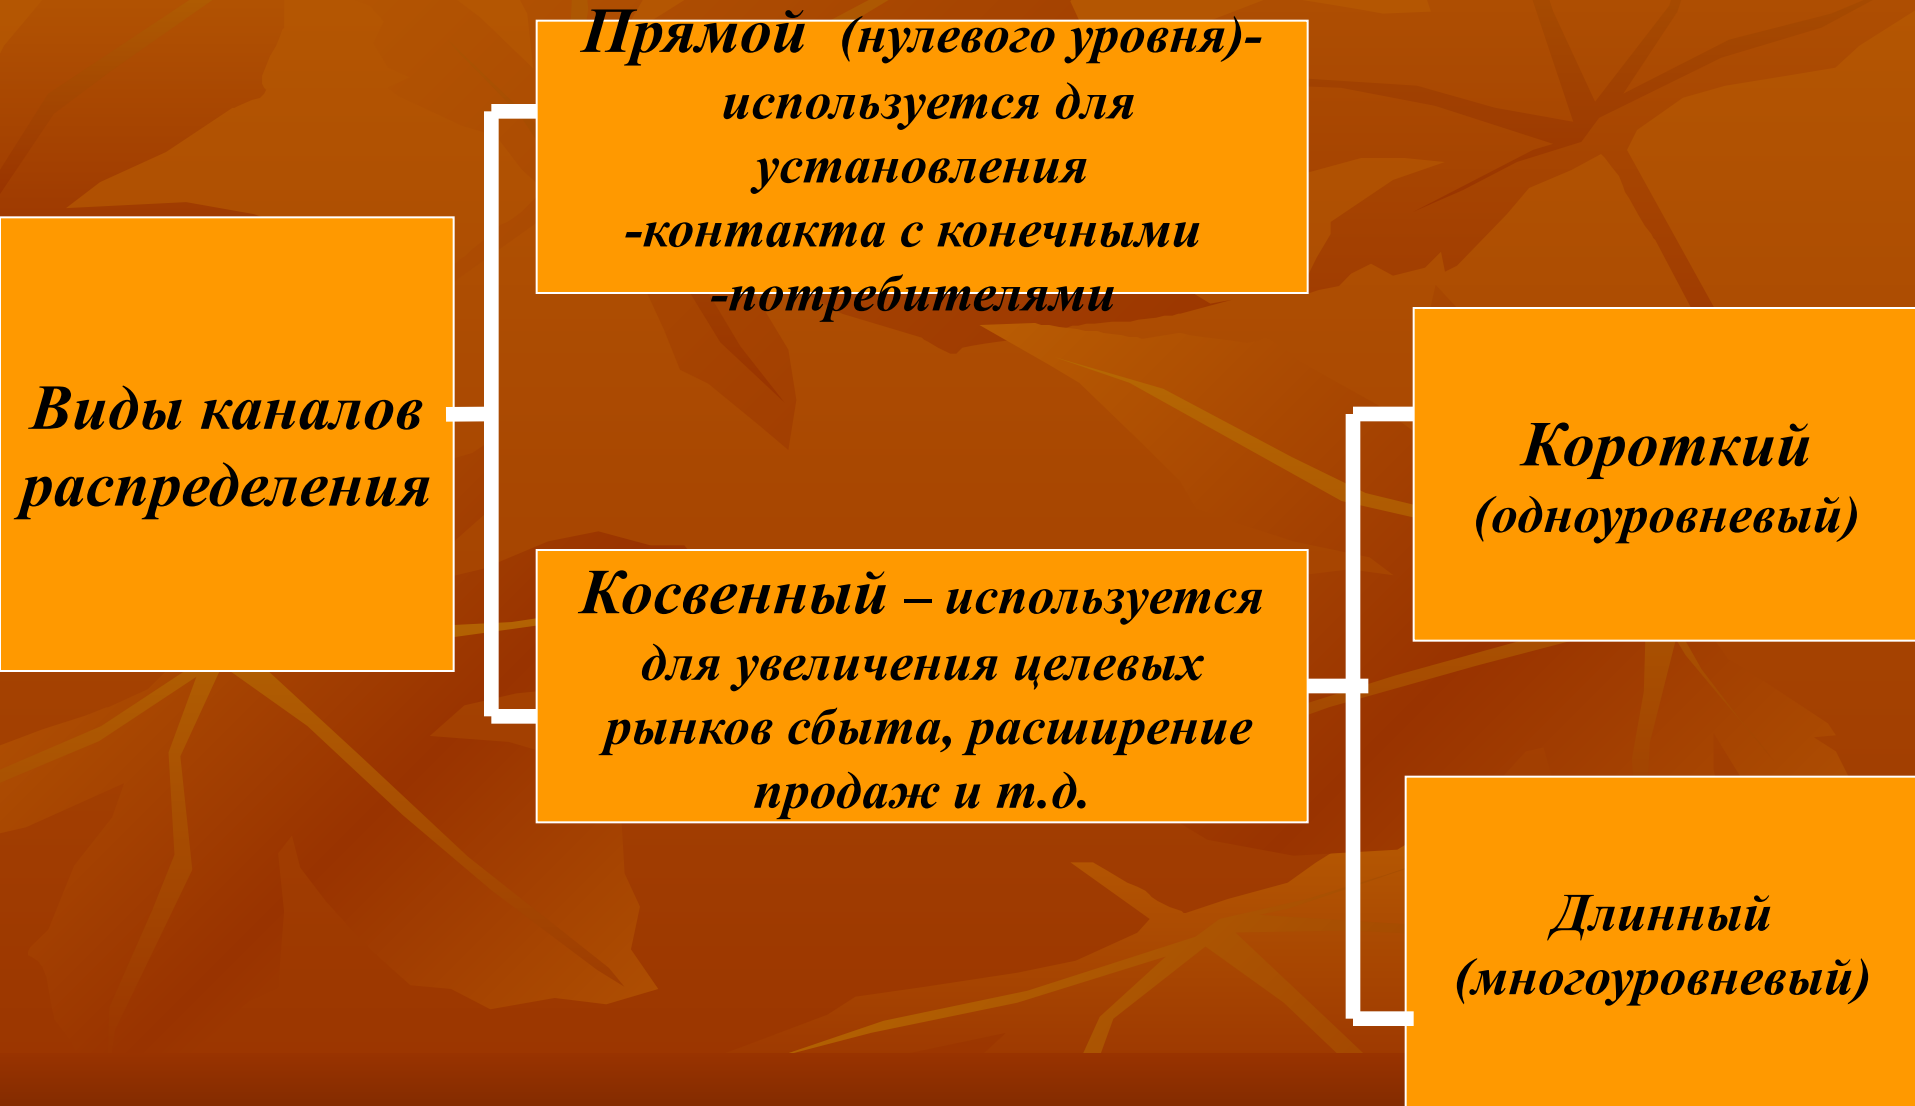 Прямой (нулевого уровня)-
используется для
установления
-контакта с конечными
-потребителями
Виды каналов
распределения
Косвенный – используется
для увеличения целевых
рынков сбыта, расширение
продаж и т.д.
Короткий
(одноуровневый)
Длинный
(многоуровневый)